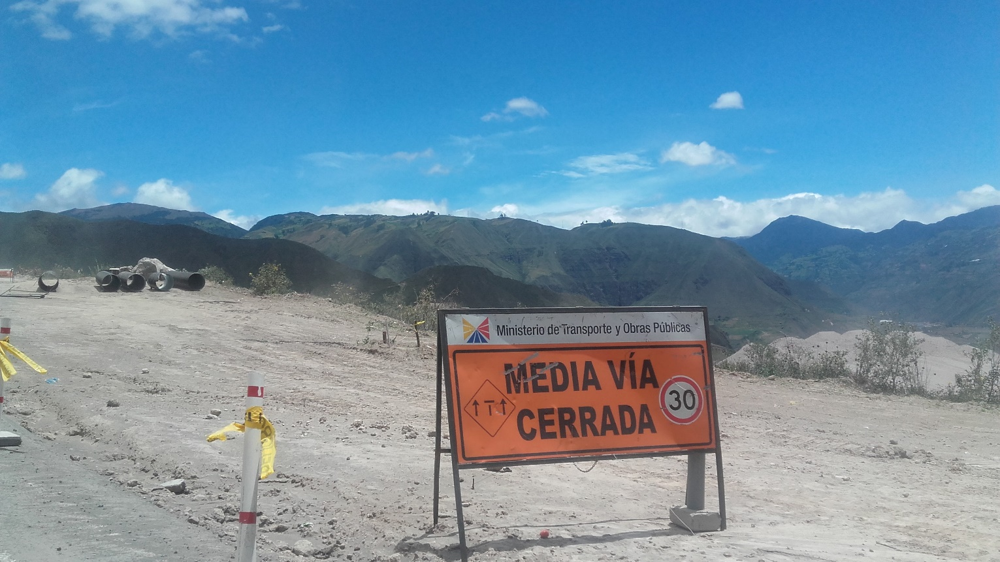 Ministerio de Transporte y Obras Públicas
MEDIA VÍA
CERRADA
30